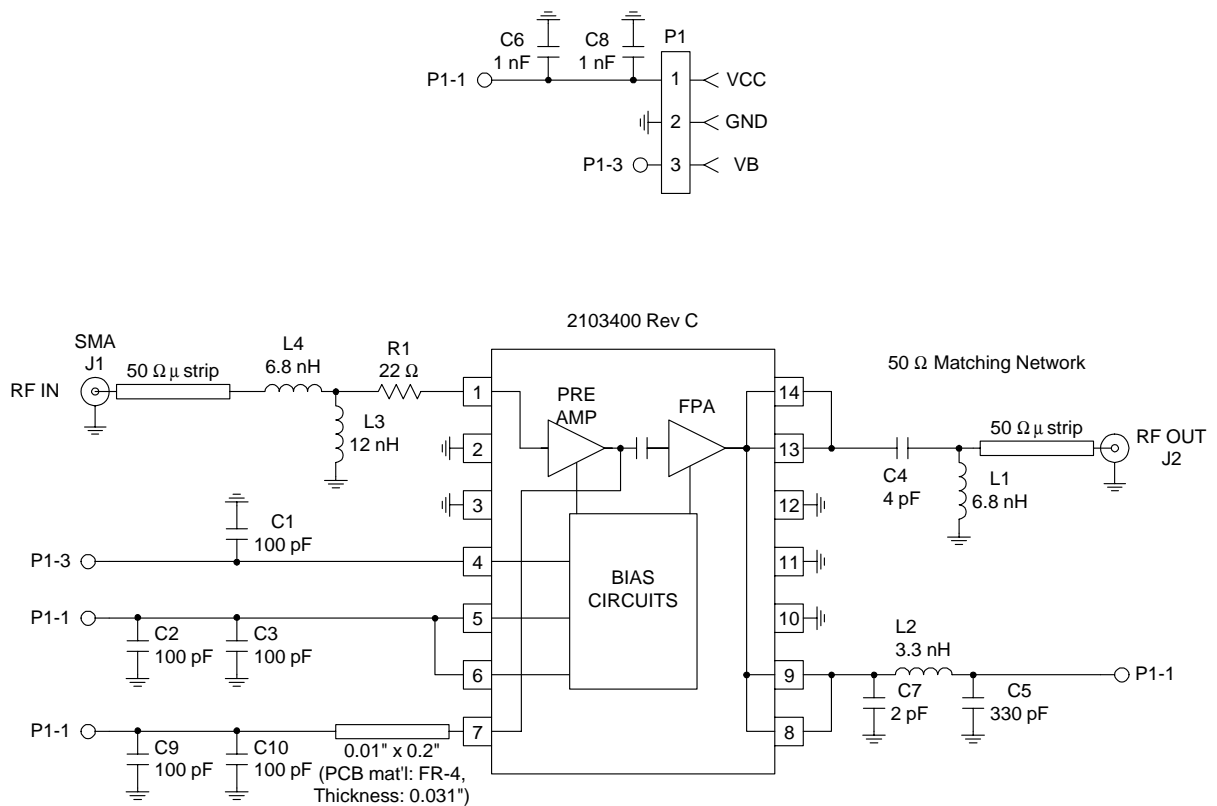 P1
C6
1 nF
C8
1 nF
P1-1
1
VCC
2
GND
P1-3
3
VB
2103400 Rev C
SMA
J1
RF IN
50 Ω μ strip
L4
6.8 nH
R1
22 Ω
L3
12 nH
1
2
3
PRE
AMP
FPA
14
13
12
11
10
50 Ω Matching Network
50 Ω μ strip
RF OUT
J2
C4
4 pF
L1
6.8 nH
C1
100 pF
P1-3
4
BIAS
CIRCUITS
P1-1
5
C2
100 pF
C3
100 pF
6
L2
3.3 nH
9
P1-1
C7
2 pF
C5
330 pF
P1-1
7
8
C9
100 pF
C10
100 pF
0.01" x 0.2"
(PCB mat'l: FR-4,
Thickness: 0.031")